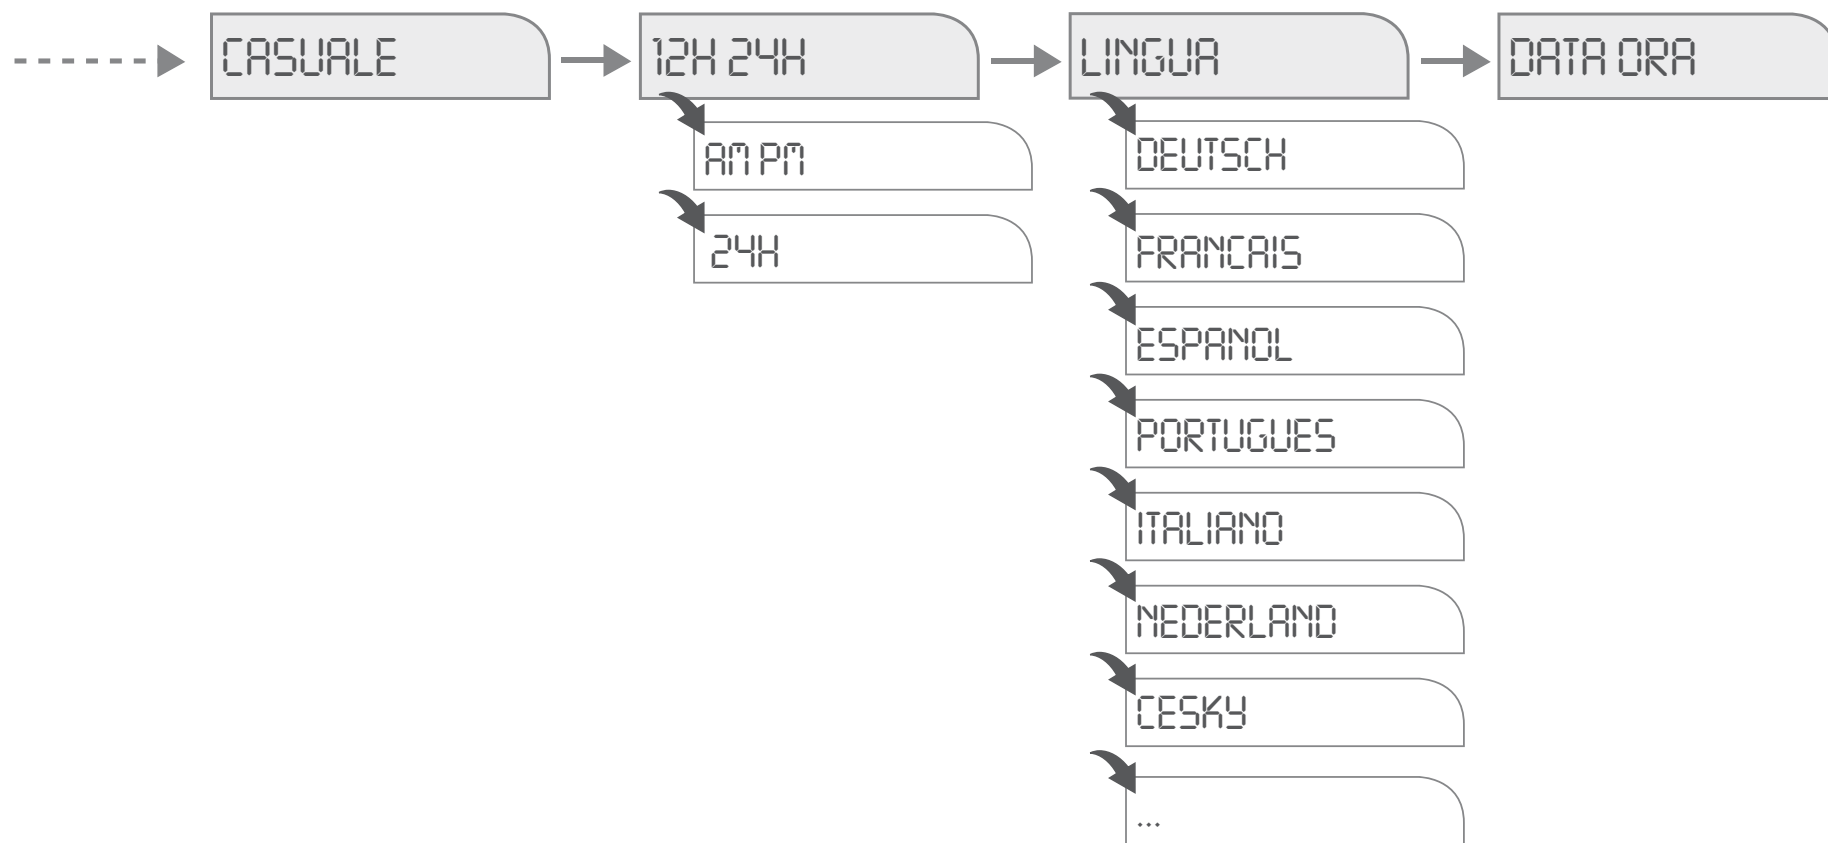 CASUALE
12H 24H
AM PM
24H
LINGUA
DEUTSCH
FRANCAIS
ESPANOL
PORTUGUES
ITALIANO
NEDERLAND
CESKY
...
DATA ORA